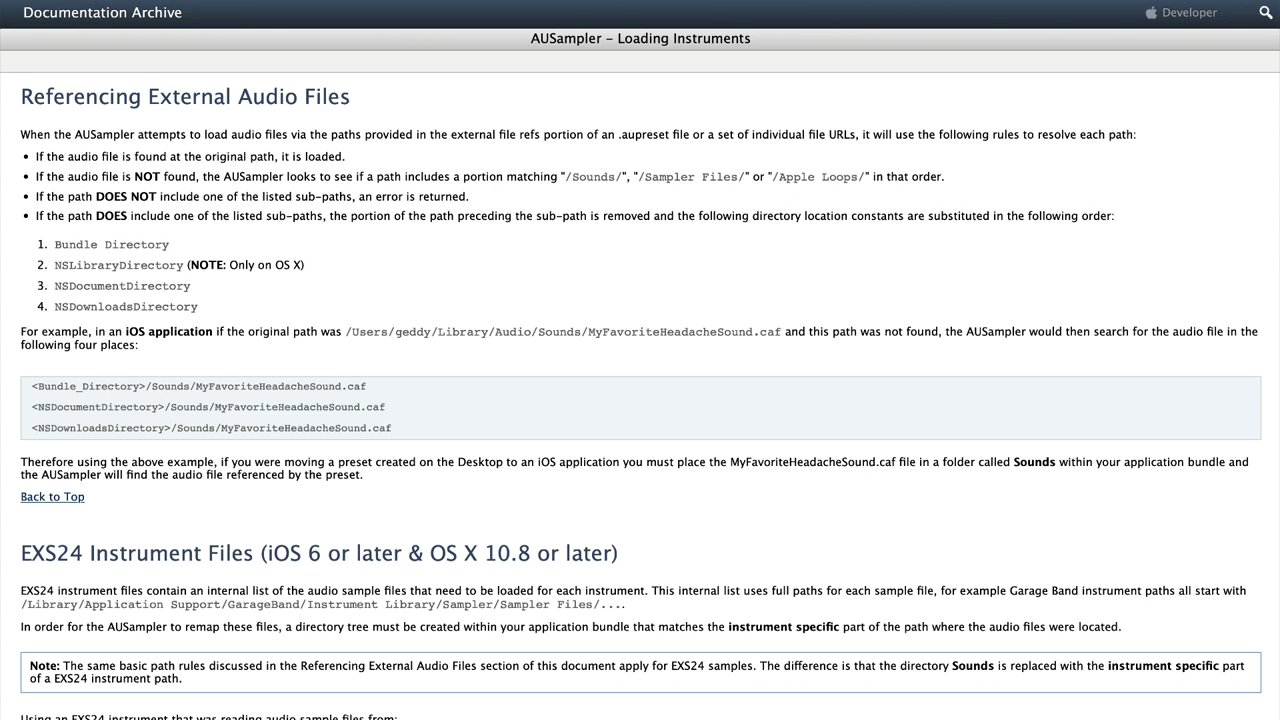 Documentation Archive
Developer
AUSampler – Loading Instruments
Referencing External Audio Files
When the AUSampler attempts to load audio files via the paths provided in the external file refs portion of an .aupreset file or a set of individual file URLs, it will use the following rules to resolve each path:
• If the audio file is found at the original path, it is loaded.
• If the audio file is NOT found, the AUSampler looks to see if a path includes a portion matching "/Sounds/", "/Sampler Files/" or "/Apple Loops/" in that order.
• If the path DOES NOT include one of the listed sub-paths, an error is returned.
• If the path DOES include one of the listed sub-paths, the portion of the path preceding the sub-path is removed and the following directory location constants are substituted in the following order:
1. Bundle Directory
2. NSLibraryDirectory (NOTE: Only on OS X)
3. NSDocumentDirectory
4. NSDownloadsDirectory
For example, in an iOS application if the original path was /Users/geddy/Library/Audio/Sounds/MyFavoriteHeadacheSound.caf and this path was not found, the AUSampler would then search for the audio file in the
following four places:
<Bundle_Directory>/Sounds/MyFavoriteHeadacheSound.caf
<NSDocumentDirectory>/Sounds/MyFavoriteHeadacheSound.caf
<NSDownloadsDirectory>/Sounds/MyFavoriteHeadacheSound.caf
Therefore using the above example, if you were moving a preset created on the Desktop to an iOS application you must place the MyFavoriteHeadacheSound.caf file in a folder called Sounds within your application bundle and
the AUSampler will find the audio file referenced by the preset.
Back to Top
EXS24 Instrument Files (iOS 6 or later & OS X 10.8 or later)
EXS24 instrument files contain an internal list of the audio sample files that need to be loaded for each instrument. This internal list uses full paths for each sample file, for example Garage Band instrument paths all start with
/Library/Application Support/GarageBand/Instrument Library/Sampler/Sampler Files/....
In order for the AUSampler to remap these files, a directory tree must be created within your application bundle that matches the instrument specific part of the path where the audio files were located.
Note: The same basic path rules discussed in the Referencing External Audio Files section of this document apply for EXS24 samples. The difference is that the directory Sounds is replaced with the instrument specific part
of a EXS24 instrument path.
Using an EXS24 instrument that was reading audio sample files from: